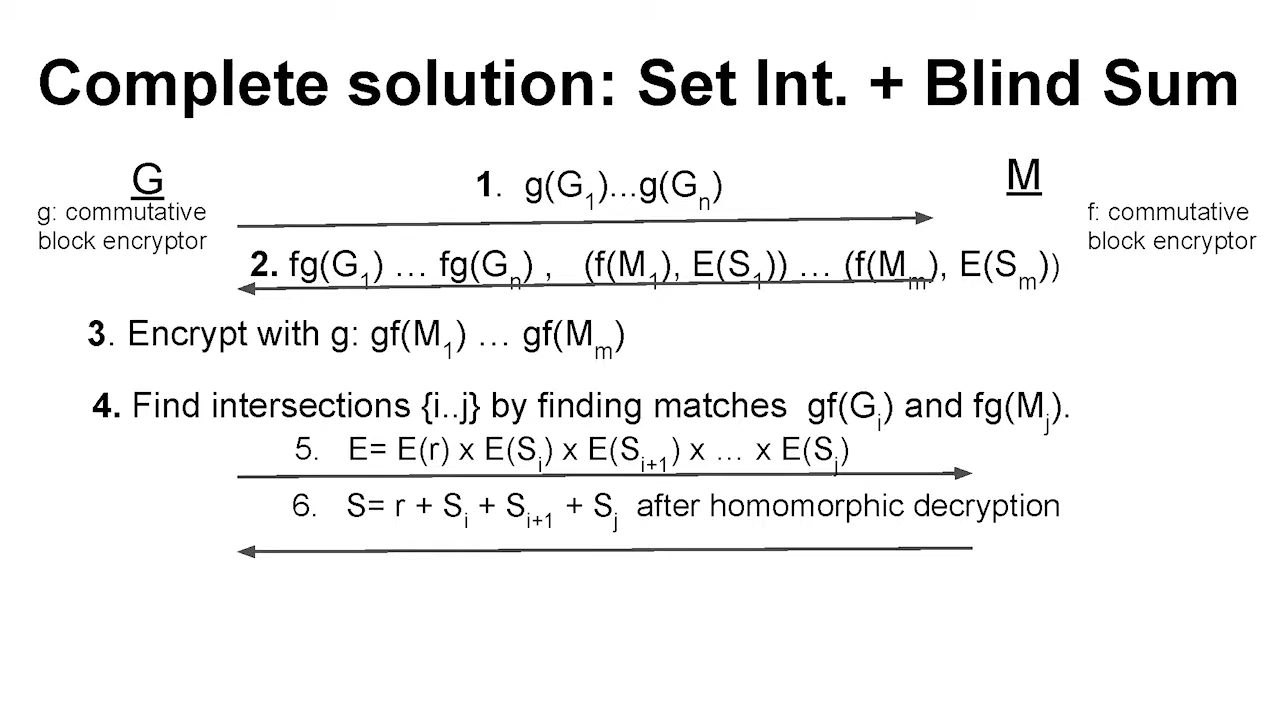 Complete solution: Set Int. + Blind Sum
G
M
g: commutative
block encryptor
1. g(G1)...g(Gn)
f: commutative
block encryptor
2. fg(G1) ... fg(Gn) , (f(M1), E(S1)) ... (f(Mm), E(Sm))
3. Encrypt with g: gf(M1) ... gf(Mm)
4. Find intersections {i..j} by finding matches gf(Gi) and fg(Mj).
5. E= E(r) x E(Si) x E(Si+1) x ... x E(Sj)
6. S= r + Si + Si+1 + Sj after homomorphic decryption